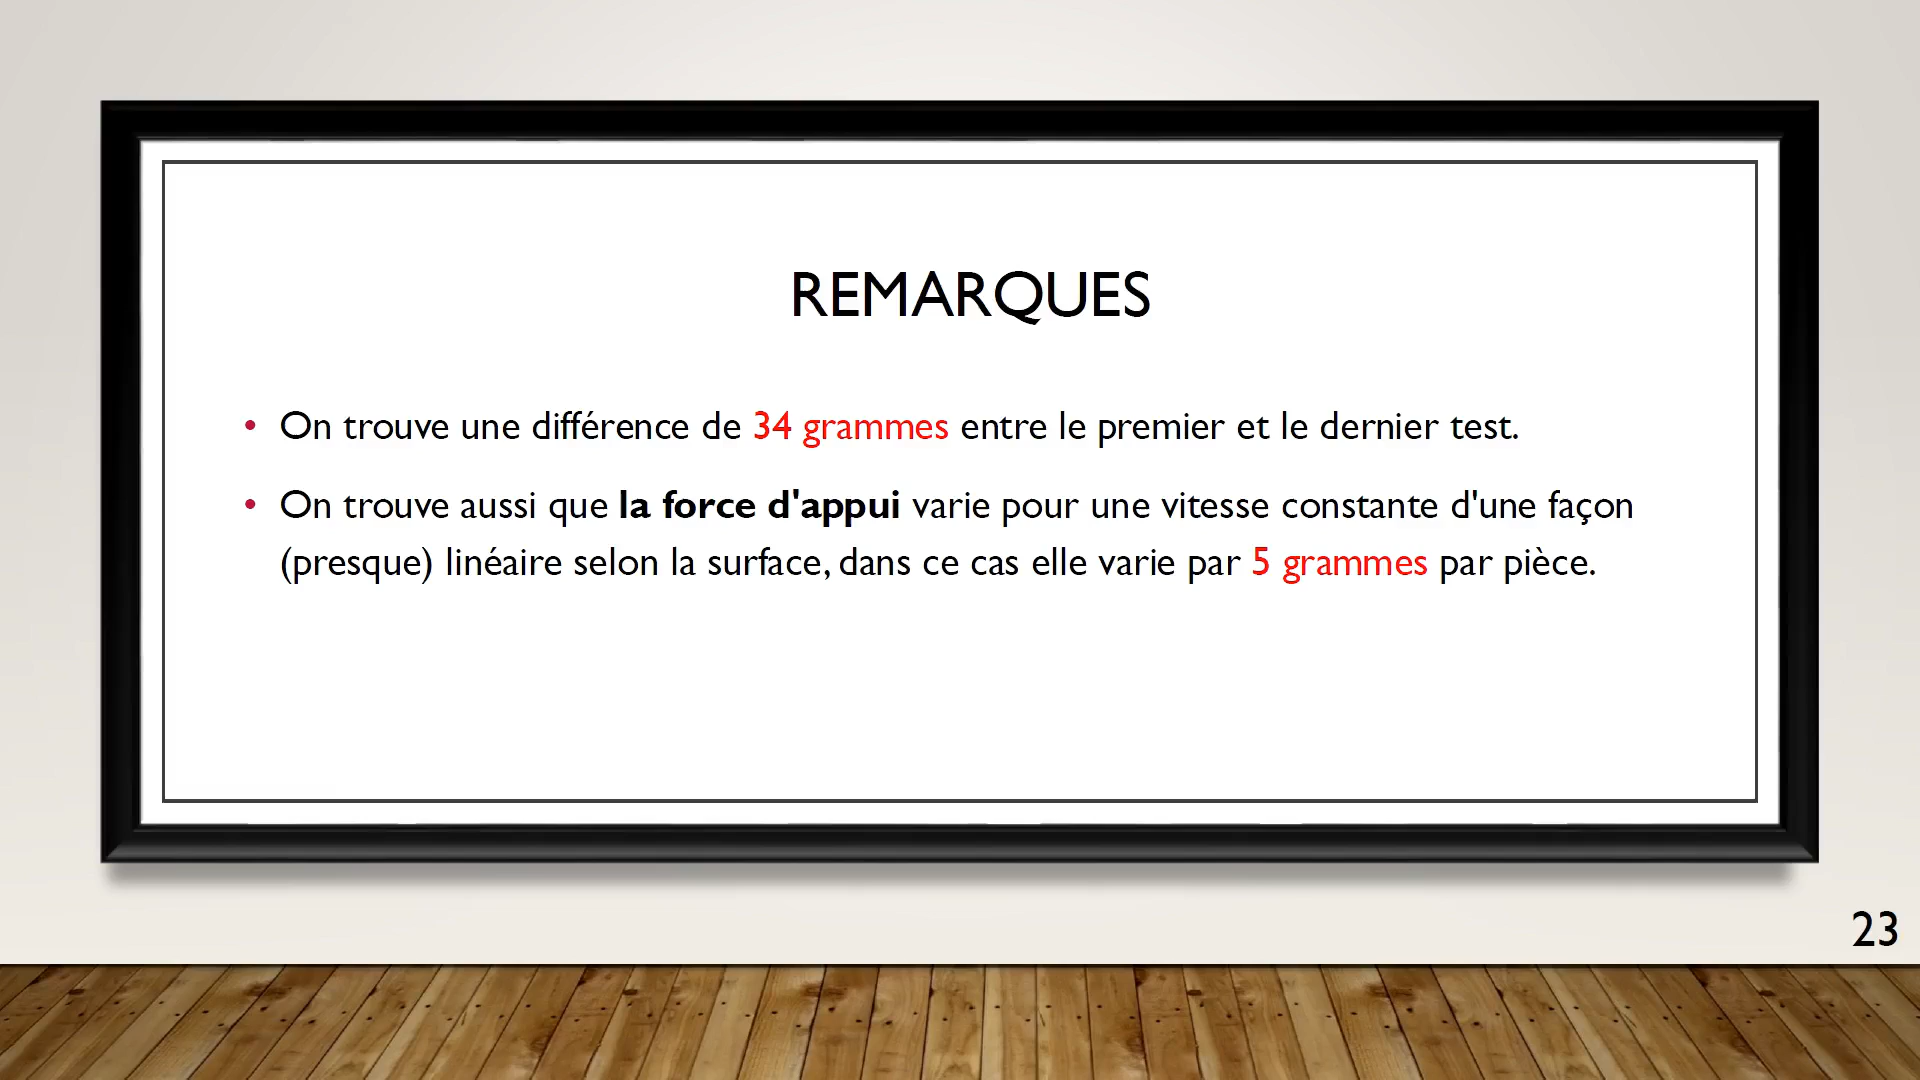 REMARQUES
• On trouve une différence de 34 grammes entre le premier et le dernier test.
• On trouve aussi que la force d'appui varie pour une vitesse constante d'une façon
(presque) linéaire selon la surface, dans ce cas elle varie par 5 grammes par pièce.
23